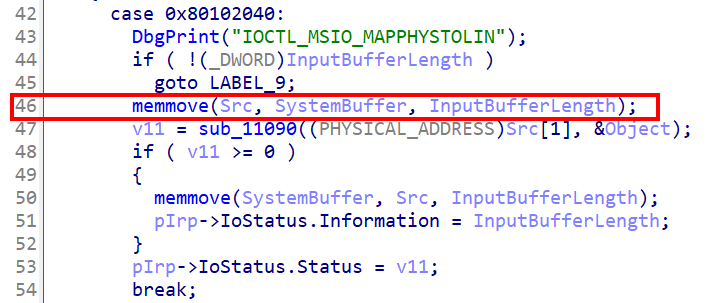 42 case 0x80102040:
43 DbgPrint("IOCTL_MSIO_MAPPHYSTOLIN");
44 if ( !(_DWORD)InputBufferLength )
45 goto LABEL_9;
46 memmove(Src, SystemBuffer, InputBufferLength);
47 v11 = sub_11090((PHYSICAL_ADDRESS)Src[1], &Object);
48 if ( v11 >= 0 )
49 {
50 memmove(SystemBuffer, Src, InputBufferLength);
51 pIrp->IoStatus.Information = InputBufferLength;
52 }
53 pIrp->IoStatus.Status = v11;
54 break;